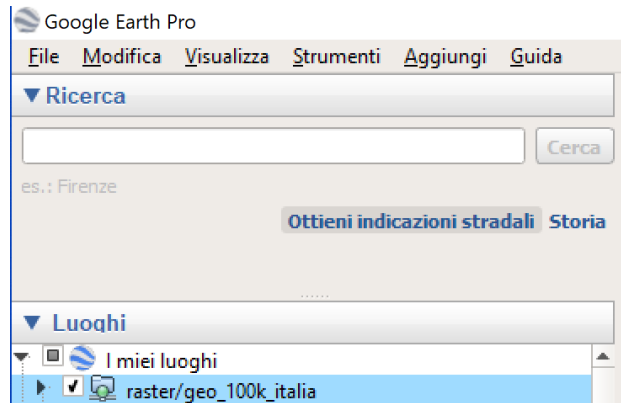 Google Earth Pro
File Modifica Visualizza Strumenti Aggiungi Guida
Ricerca
Cerca
es.: Firenze
Ottieni indicazioni stradali Storia
Luoghi
I miei luoghi
raster/geo_100k_italia